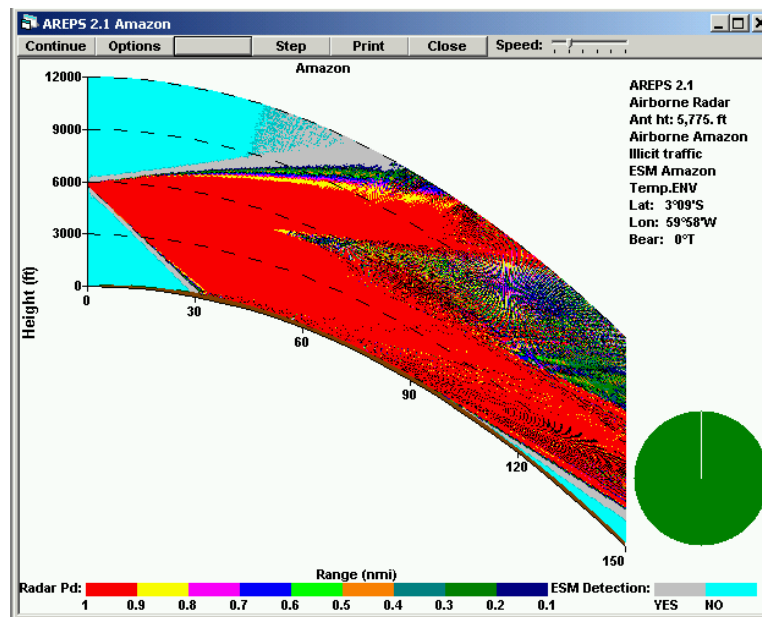 AREPS 2.1 Amazon
Continue Options Step Print Close Speed:
Amazon
12000
9000
6000
3000
0
Height (ft)
0
30
60
90
120
150
Range (nmi)
AREPS 2.1
Airborne Radar
Ant ht: 5,775. ft
Airborne Amazon
Illicit traffic
ESM Amazon
Temp.ENV
Lat: 3°09'S
Lon: 59°58'W
Bear: 0°T
Radar Pd:
1 0.9 0.8 0.7 0.6 0.5 0.4 0.3 0.2 0.1
ESM Detection:
YES NO